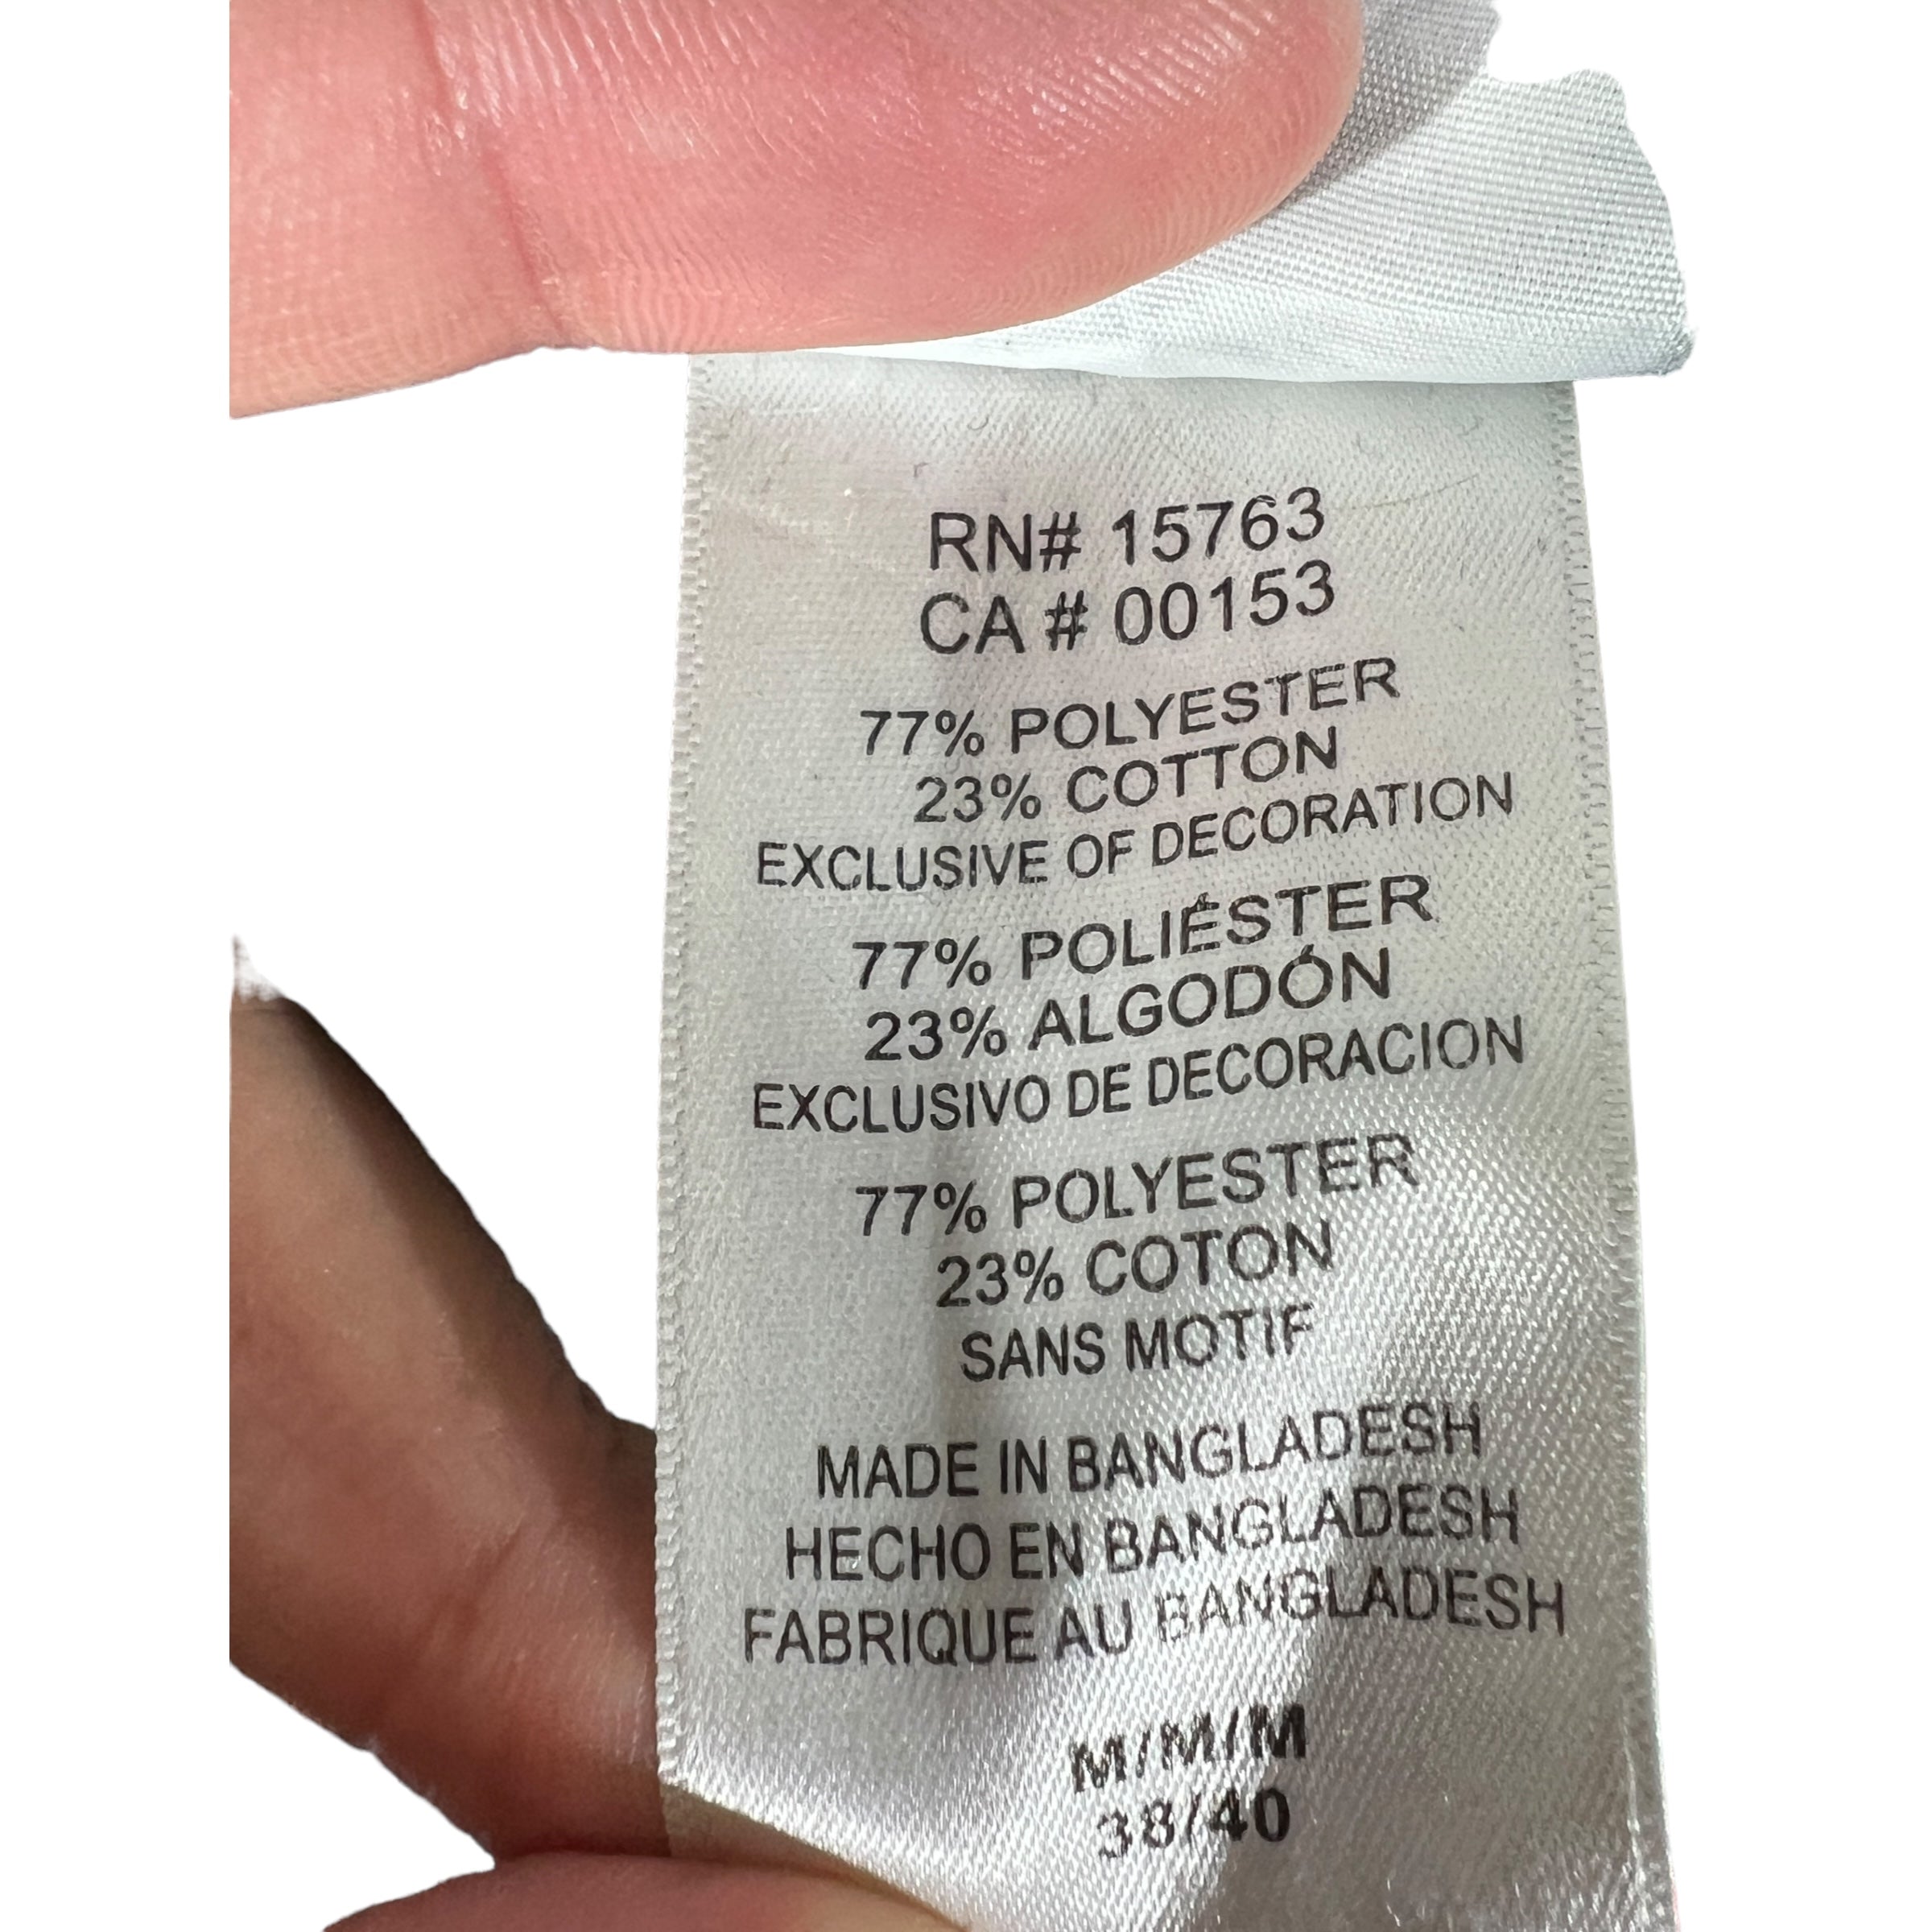 RN# 15763
CA # 00153
77% POLYESTER
23% COTTON
EXCLUSIVE OF DECORATION
77% POLIÉSTER
23% ALGODÓN
EXCLUSIVO DE DECORACION
77% POLYESTER
23% COTON
SANS MOTIF
MADE IN BANGLADESH
HECHO EN BANGLADESH
FABRIQUE AU BANGLADESH
M/M/M
38/40